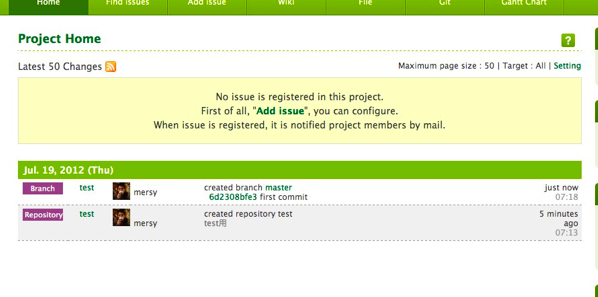 Home Find Issues Add Issue Wiki File Git Gantt Chart
Project Home
?
Latest 50 Changes
Maximum page size : 50 | Target : All | Setting
No issue is registered in this project.
First of all, "Add issue", you can configure.
When issue is registered, it is notified project members by mail.
Jul. 19, 2012 (Thu)
Branch test mersy created branch master just now
6d2308bfe3 first commit 07:18
Repository test mersy created repository test 5 minutes
test用 ago
07:13